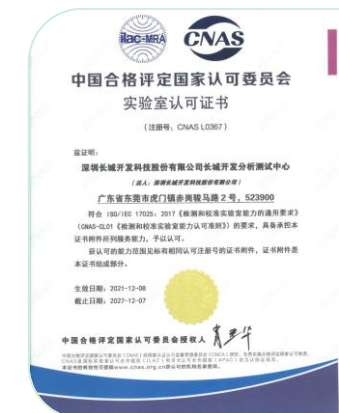 ilac-MRA
CNAS
中国合格评定国家认可委员会
实验室认可证书
(注册号:CNAS L0367)
兹证明:
深圳长城开发科技股份有限公司长城开发分析测试中心
(法人:深圳长城开发科技股份有限公司)
广东省东莞市虎门镇赤岗骏马路 2 号,523900
符合 ISO/IEC 17025:2017《检测和校准实验室能力的通用要求》
(CNAS-CL01《检测和校准实验室能力认可准则》)的要求,具备承担本
证书附件所列服务能力,予以认可。
获认可的能力范围见标有相同认可注册号的证书附件,证书附件是
本证书组成部分。
生效日期:2021-12-08
截止日期:2027-12-07
中国合格评定国家认可委员会授权人